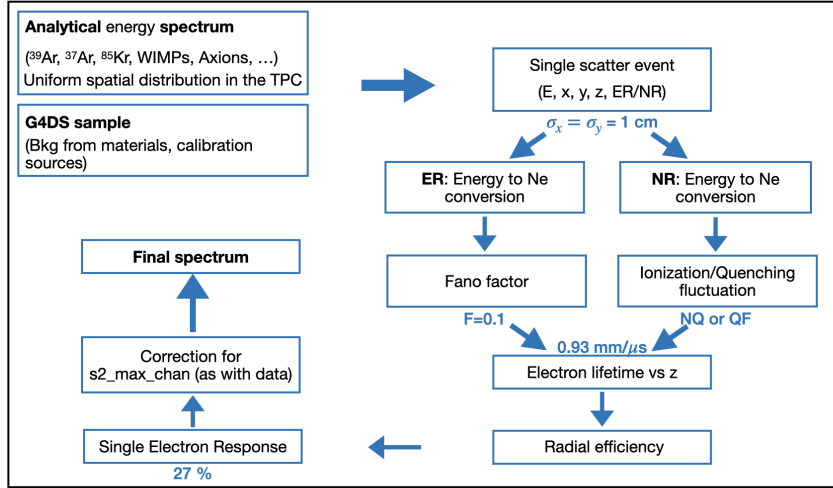 Analytical energy spectrum
(³⁹Ar, ³⁷Ar, ⁸⁵Kr, WIMPs, Axions, …)
Uniform spatial distribution in the TPC
G4DS sample
(Bkg from materials, calibration
sources)
Single scatter event
(E, x, y, z, ER/NR)
σₓ = σᵧ = 1 cm
ER: Energy to Ne
conversion
NR: Energy to Ne
conversion
Fano factor
F=0.1
Ionization/Quenching
fluctuation
NQ or QF
0.93 mm/μs
Electron lifetime vs z
Radial efficiency
Single Electron Response
27 %
Correction for
s2_max_chan (as with data)
Final spectrum